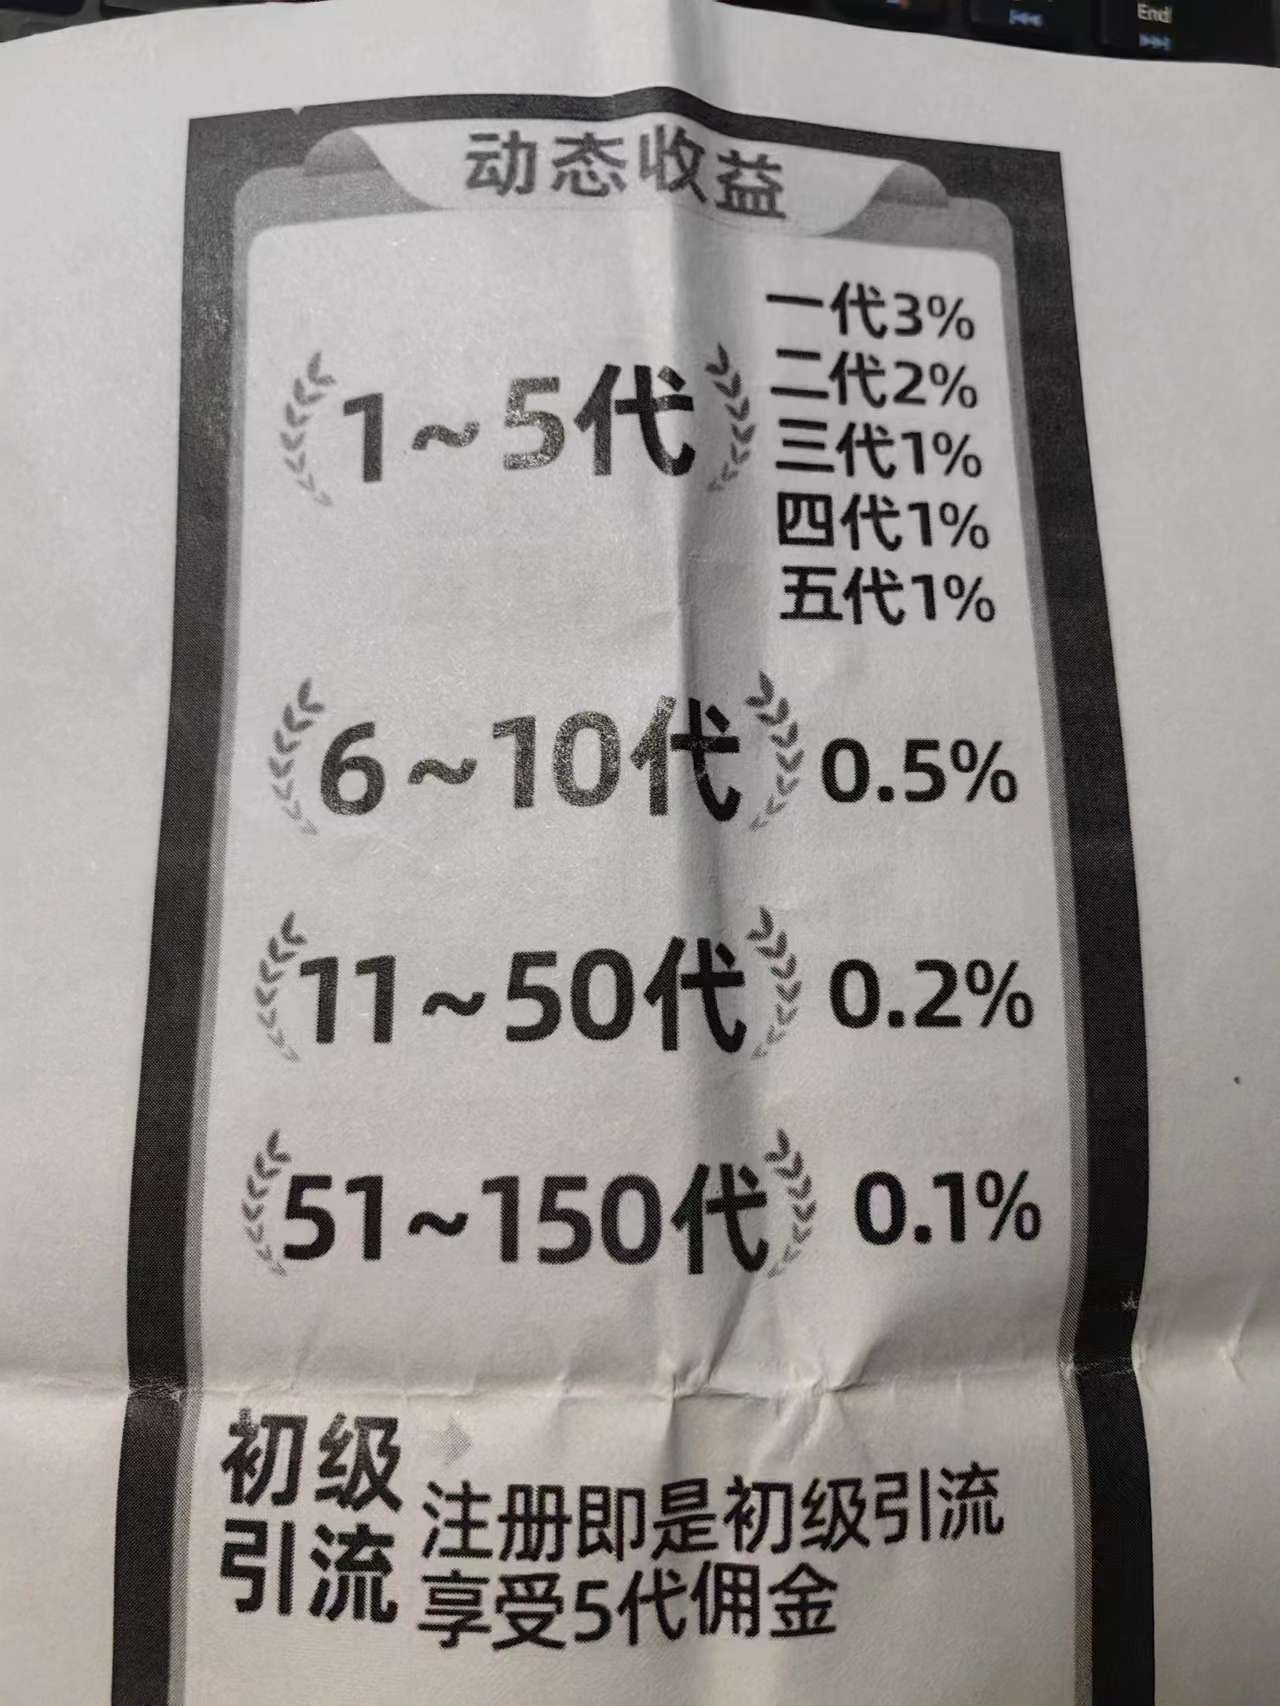 End
动态收益
1~5代
一代3%
二代2%
三代1%
四代1%
五代1%
6~10代 0.5%
11~50代 0.2%
51~150代 0.1%
初级
引流
注册即是初级引流
享受5代佣金